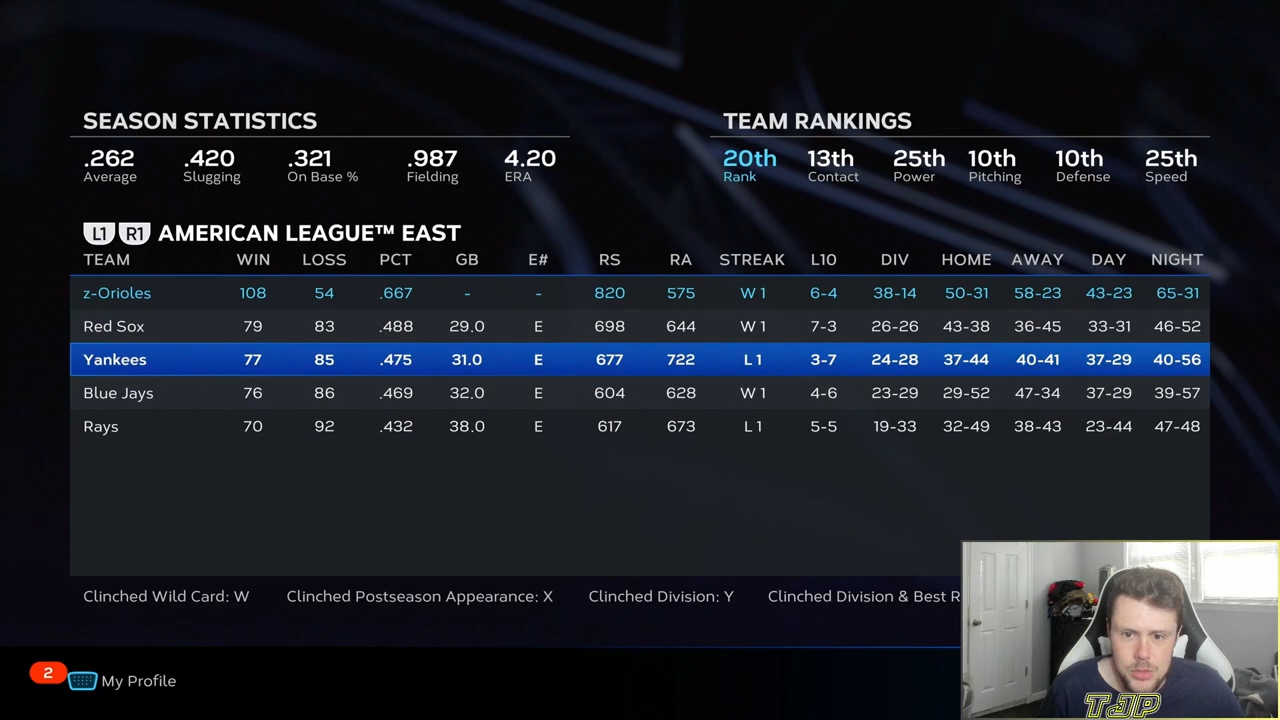 SEASON STATISTICS
.262 .420 .321 .987 4.20
Average Slugging On Base % Fielding ERA
TEAM RANKINGS
20th 13th 25th 10th 10th 25th
Rank Contact Power Pitching Defense Speed
L1 R1 AMERICAN LEAGUE™ EAST
TEAM WIN LOSS PCT GB E# RS RA STREAK L10 DIV HOME AWAY DAY NIGHT
z-Orioles 108 54 .667 - - 820 575 W 1 6-4 38-14 50-31 58-23 43-23 65-31
Red Sox 79 83 .488 29.0 E 698 644 W 1 7-3 26-26 43-38 36-45 33-31 46-52
Yankees 77 85 .475 31.0 E 677 722 L 1 3-7 24-28 37-44 40-41 37-29 40-56
Blue Jays 76 86 .469 32.0 E 604 628 W 1 4-6 23-29 29-52 47-34 37-29 39-57
Rays 70 92 .432 38.0 E 617 673 L 1 5-5 19-33 32-49 38-43 23-44 47-48
Clinched Wild Card: W Clinched Postseason Appearance: X Clinched Division: Y Clinched Division & Best R
2 My Profile
TJP